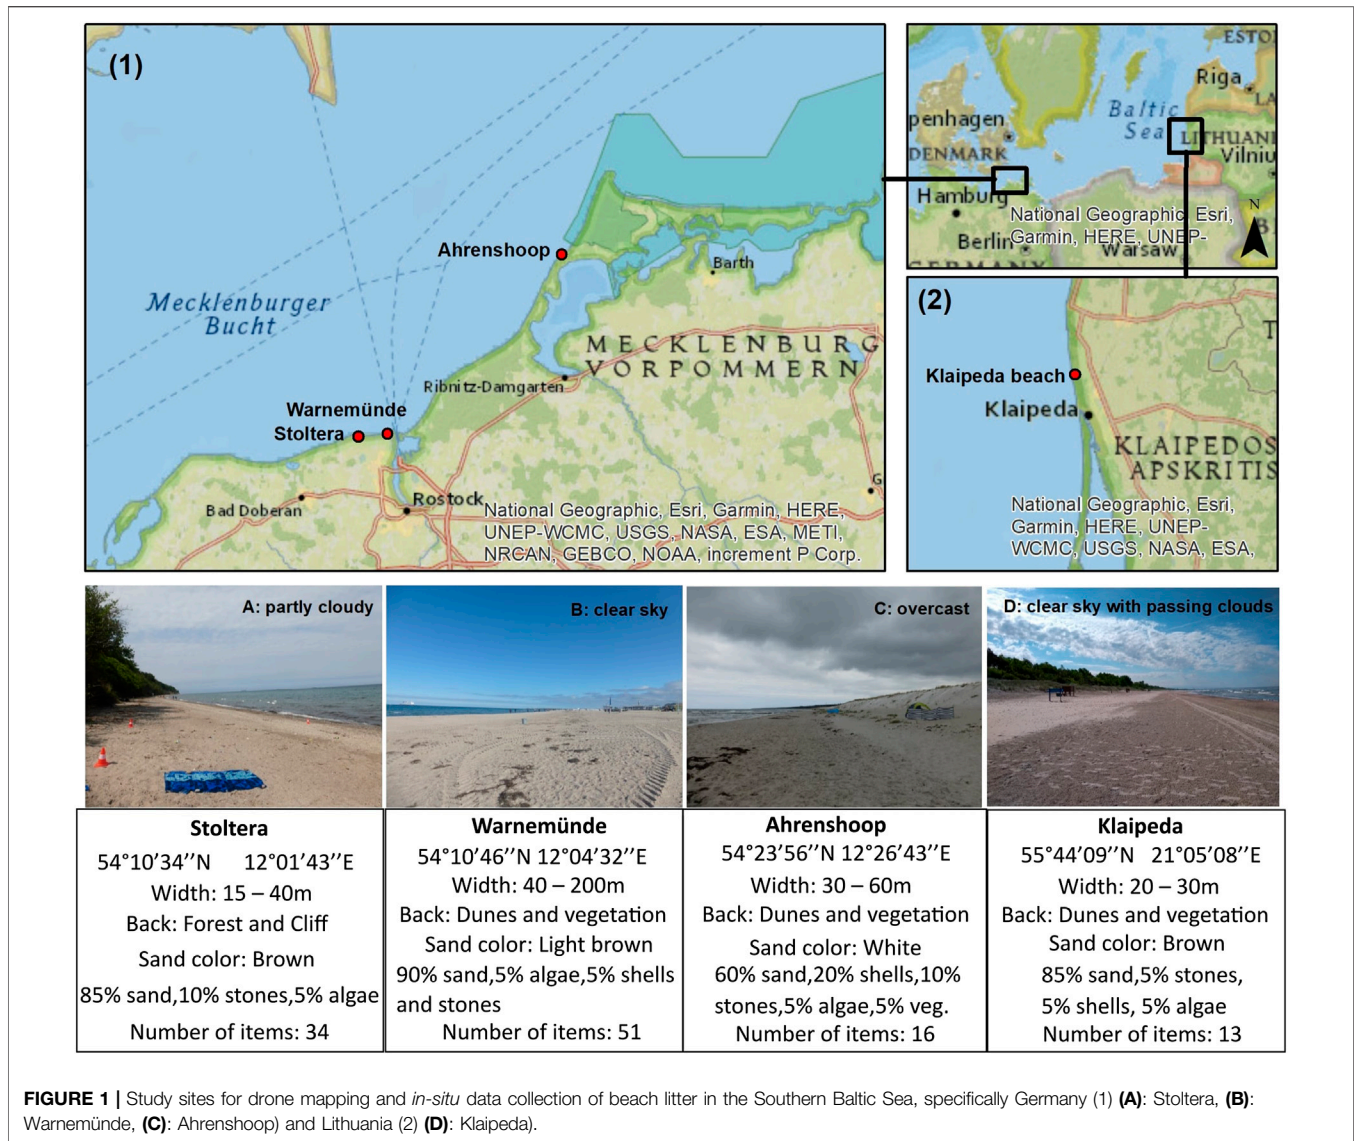 (1)
Ahrenshoop
Barth
Mecklenburger
Bucht
MECKLENBURG
VORPOMMERN
Ribnitz-Damgarten
Warnemünde
Stoltera
Bad Doberan
Rostock
G
National Geographic, Esri, Garmin, HERE,
UNEP-WCMC, USGS, NASA, ESA, METI,
NRCAN, GEBCO, NOAA, increment P Corp.
ESTO
Riga
LA
Baltic
Sea
penhagen
DENMARK
LITHUANI
Vilniu
Hamburg
N
National Geographic, Esri,
Garmin, HERE, UNEP-
B
Berlin
Warsaw
GERMANY
(2)
T
Klaipeda beach
Klaipeda
KLAIPEDOS
APSKRITIS
National Geographic, Esri,
Garmin, HERE, UNEP-
WCMC, USGS, NASA, ESA,
A: partly cloudy
B: clear sky
C: overcast
D: clear sky with passing clouds
Stoltera
54°10’34’’N 12°01’43’’E
Width: 15 – 40m
Back: Forest and Cliff
Sand color: Brown
85% sand,10% stones,5% algae
Number of items: 34
Warnemünde
54°10’46’’N 12°04’32’’E
Width: 40 – 200m
Back: Dunes and vegetation
Sand color: Light brown
90% sand,5% algae,5% shells
and stones
Number of items: 51
Ahrenshoop
54°23’56’’N 12°26’43’’E
Width: 30 – 60m
Back: Dunes and vegetation
Sand color: White
60% sand,20% shells,10%
stones,5% algae,5% veg.
Number of items: 16
Klaipeda
55°44’09’’N 21°05’08’’E
Width: 20 – 30m
Back: Dunes and vegetation
Sand color: Brown
85% sand,5% stones,
5% shells, 5% algae
Number of items: 13
FIGURE 1 | Study sites for drone mapping and in-situ data collection of beach litter in the Southern Baltic Sea, specifically Germany (1) (A): Stoltera, (B):
Warnemünde, (C): Ahrenshoop) and Lithuania (2) (D): Klaipeda).